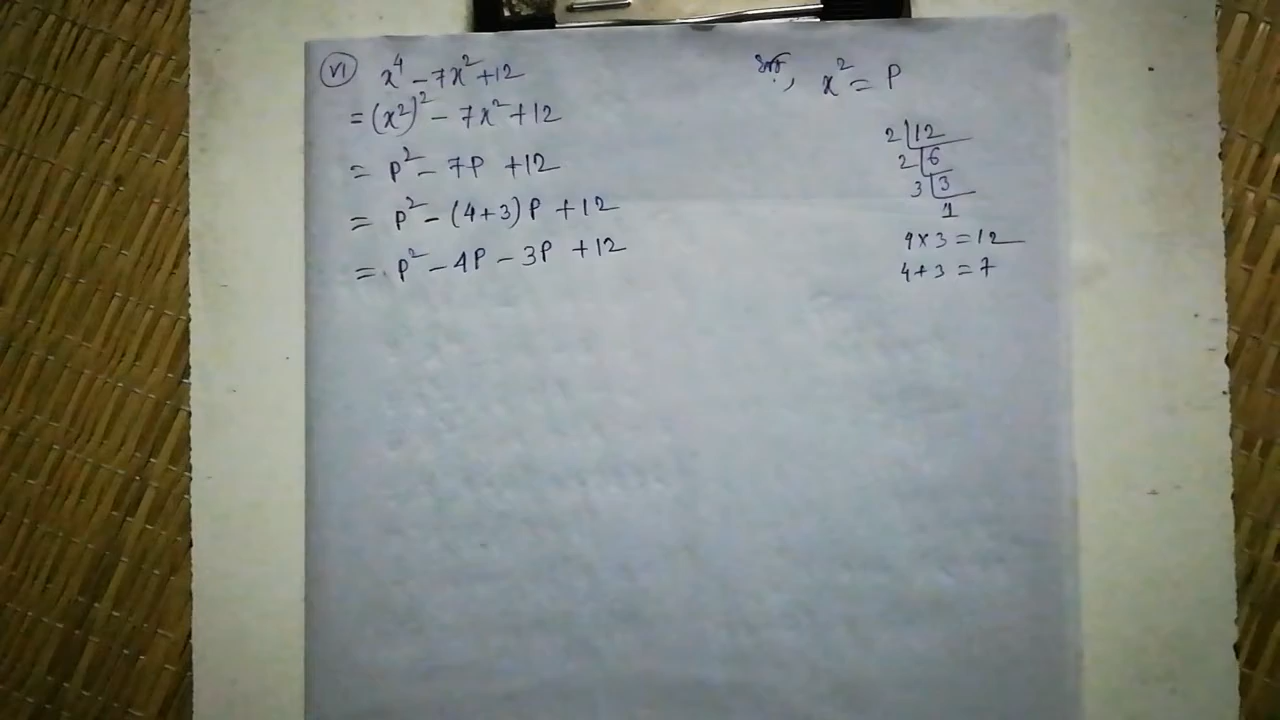 (VI) x⁴ - 7x² + 12
= (x²)² - 7x² + 12
= P² - 7P + 12
= P² - (4+3)P + 12
= P² - 4P - 3P + 12
ধরি, x² = P
2|12
2|6
3|3
1
4 × 3 = 12
4 + 3 = 7